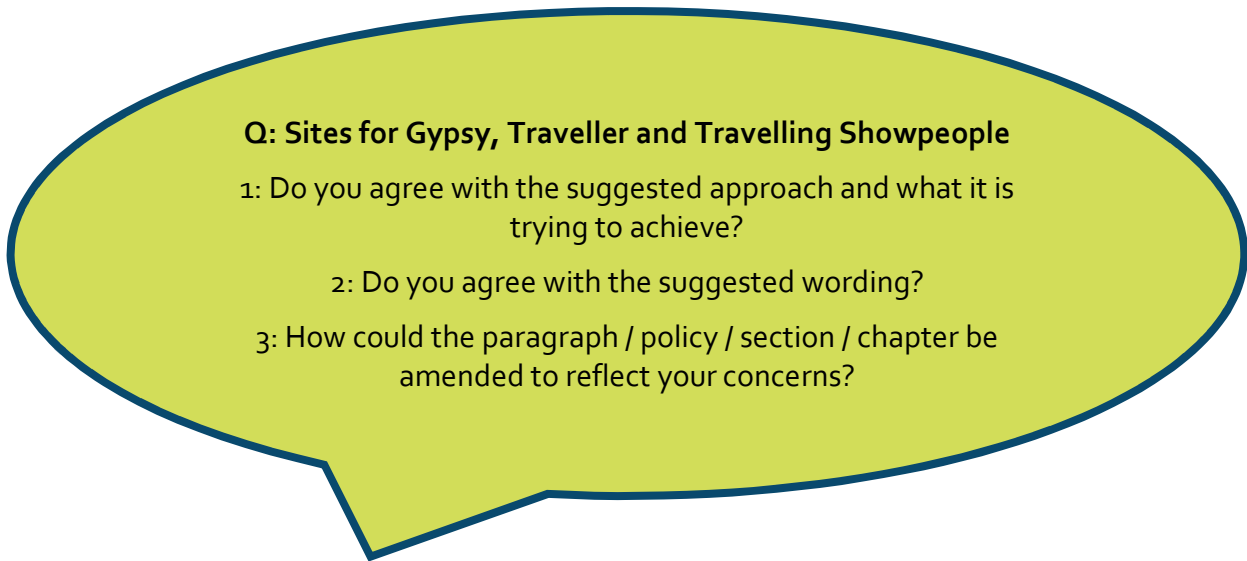 Q: Sites for Gypsy, Traveller and Travelling Showpeople
1: Do you agree with the suggested approach and what it is
trying to achieve?
2: Do you agree with the suggested wording?
3: How could the paragraph / policy / section / chapter be
amended to reflect your concerns?